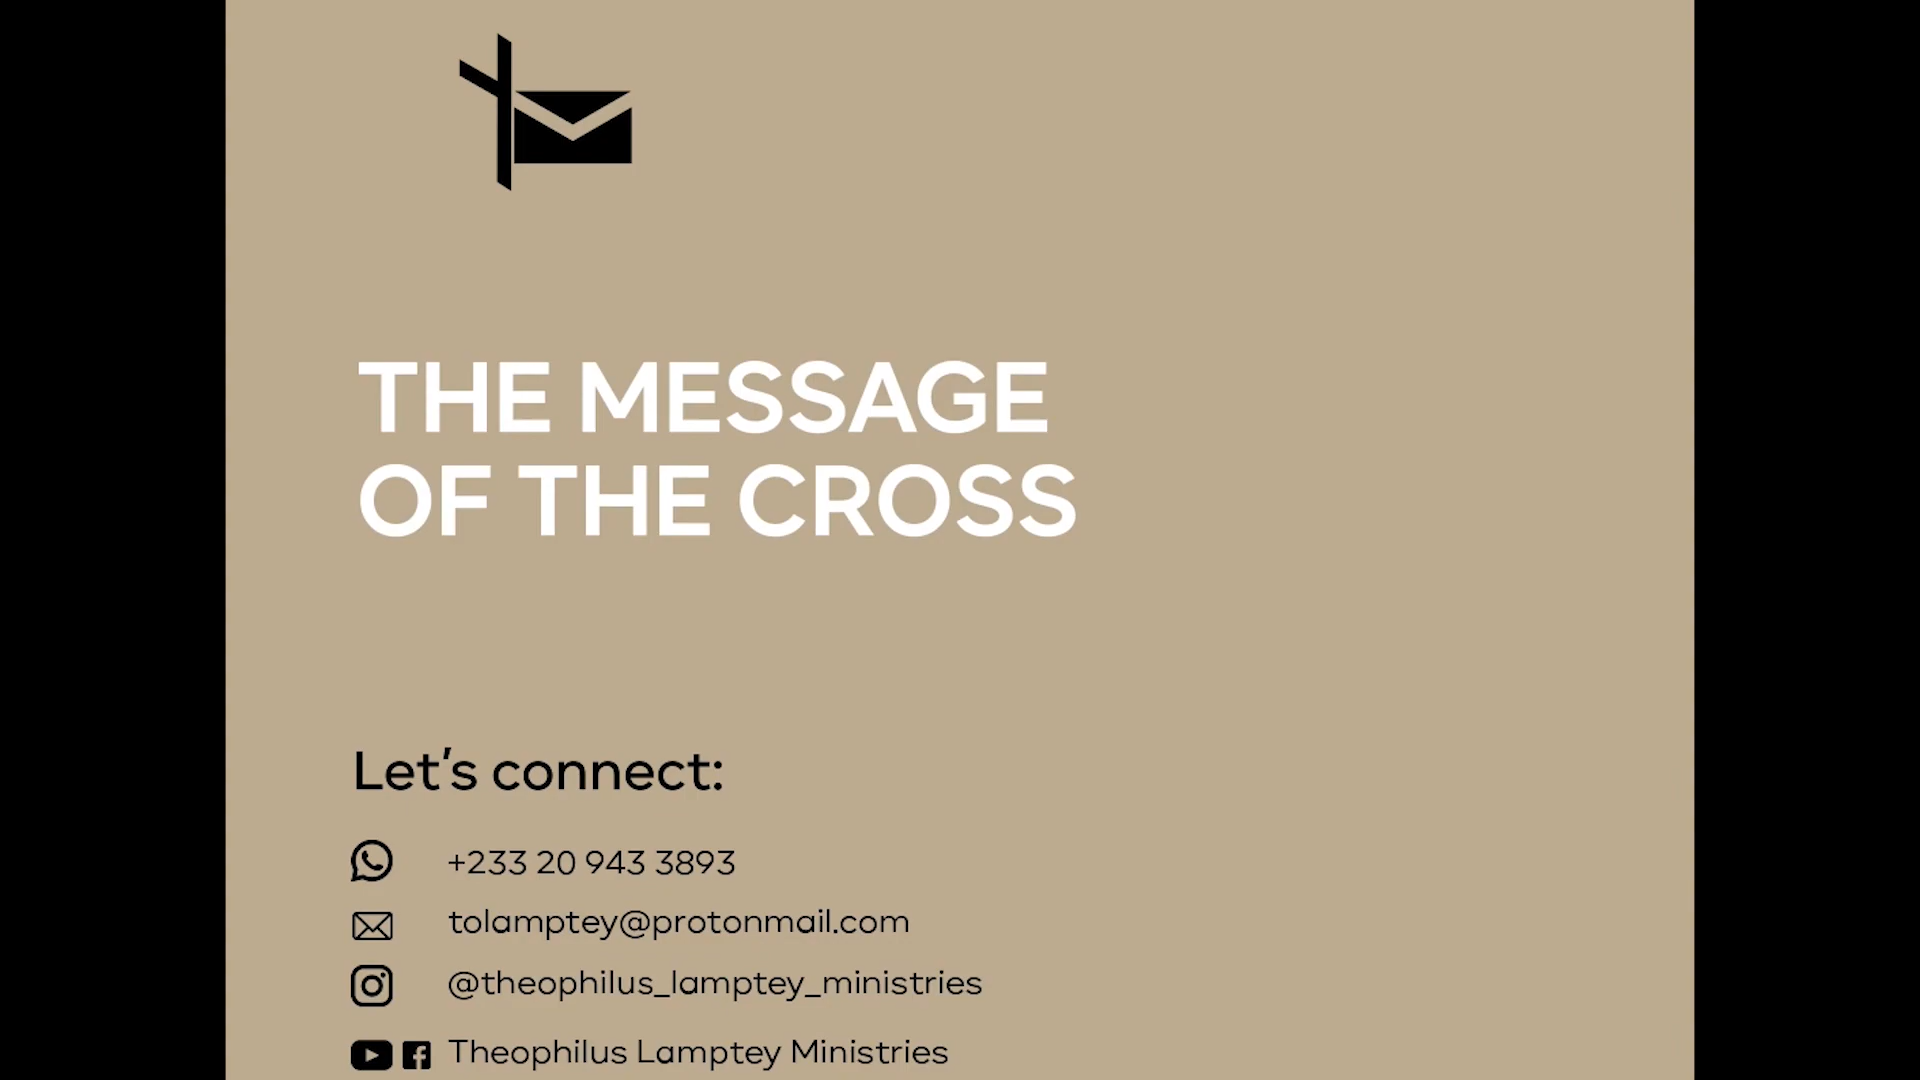 THE MESSAGE
OF THE CROSS
Let's connect:
+233 20 943 3893
tolamptey@protonmail.com
@theophilus_lamptey_ministries
Theophilus Lamptey Ministries